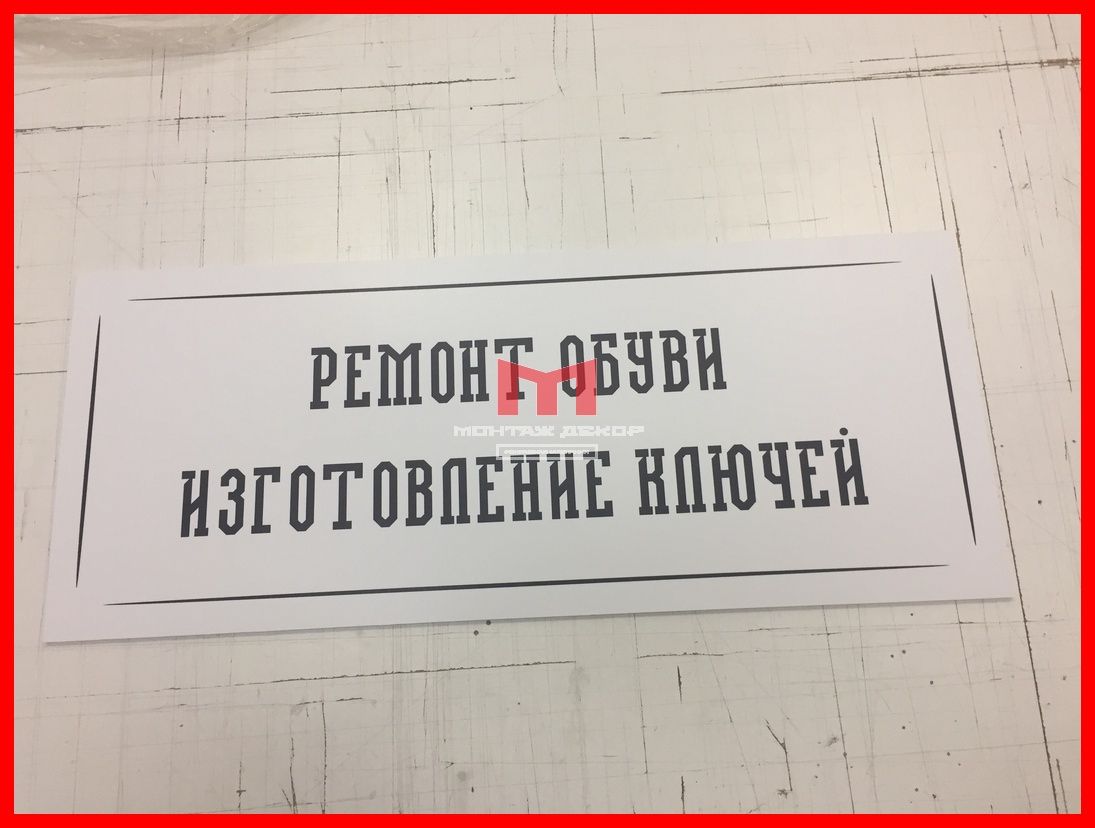 РЕМОНТ ОБУВИ
МОНТАЖ ДЕКОР
ИЗГОТОВЛЕНИЕ КЛЮЧЕЙ